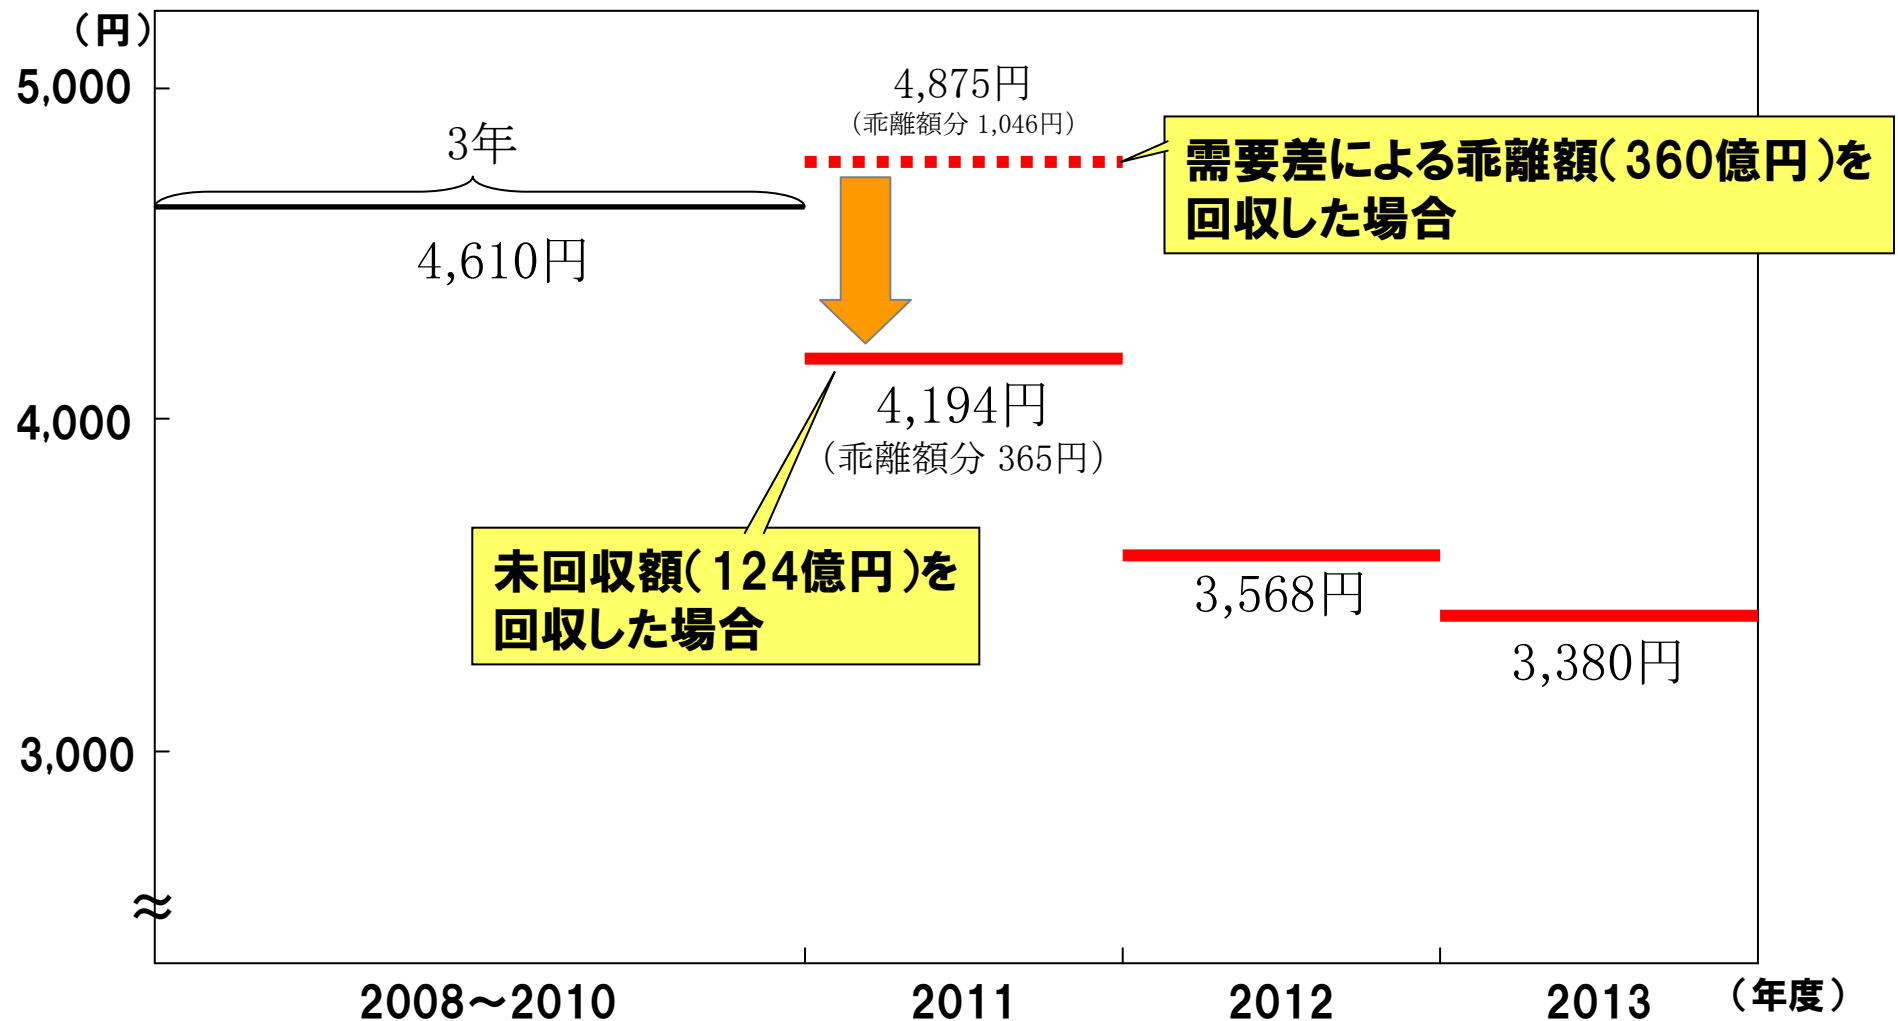 （円）
5,000
4,875円
（乖離額分 1,046円）
3年
需要差による乖離額（360億円）を
回収した場合
4,610円
4,000
4,194円
（乖離額分 365円）
未回収額（124億円）を
回収した場合
3,568円
3,380円
3,000
≈
2008～2010
2011
2012
2013
（年度）